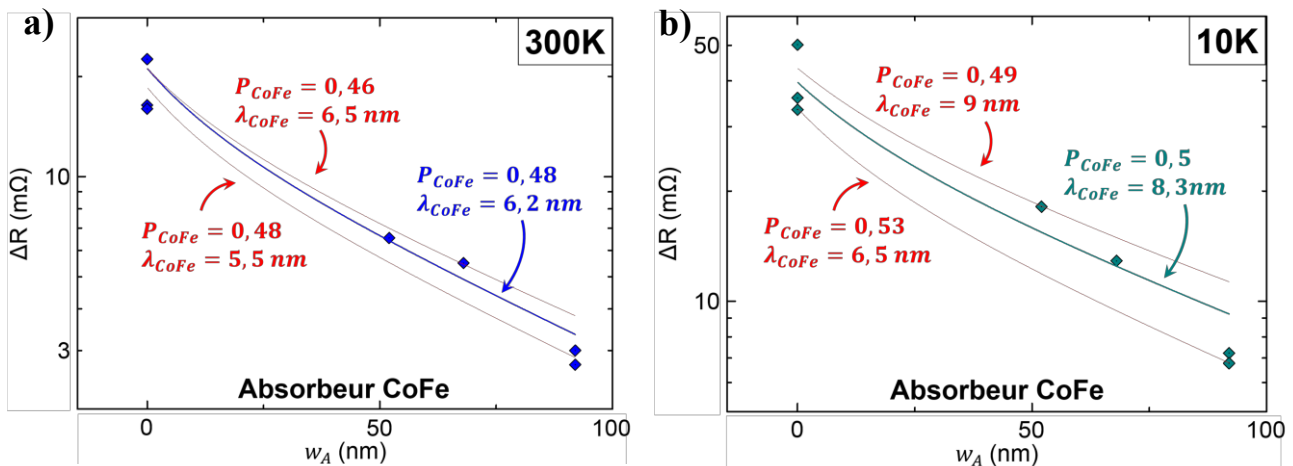 a)
300K
P_CoFe = 0,46
λ_CoFe = 6,5 nm
P_CoFe = 0,48
λ_CoFe = 6,2 nm
P_CoFe = 0,48
λ_CoFe = 5,5 nm
10
3
ΔR (mΩ)
Absorbeur CoFe
0
50
100
w_A (nm)
b)
10K
50
P_CoFe = 0,49
λ_CoFe = 9 nm
P_CoFe = 0,5
λ_CoFe = 8,3nm
P_CoFe = 0,53
λ_CoFe = 6,5 nm
10
ΔR (mΩ)
Absorbeur CoFe
0
50
100
w_A (nm)